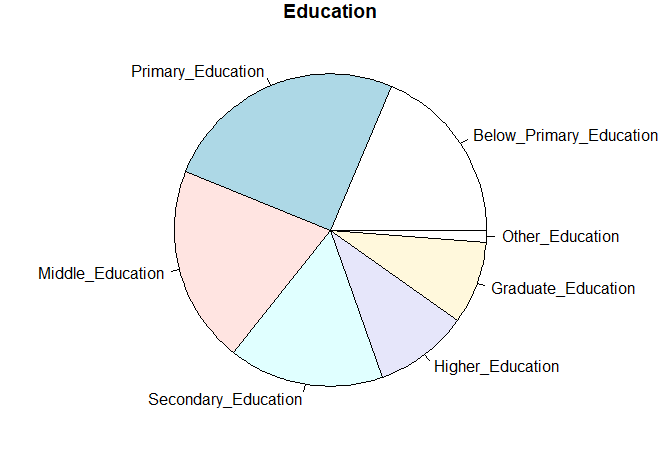 Education
Primary_Education
Below_Primary_Education
Other_Education
Middle_Education
Graduate_Education
Higher_Education
Secondary_Education